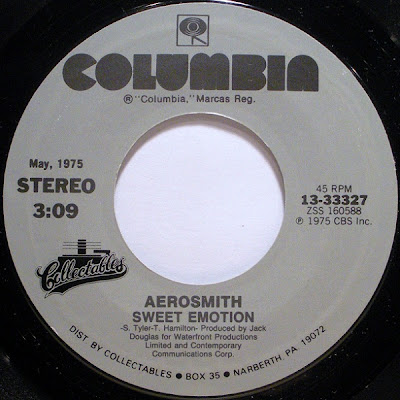 COLUMBIA
® "Columbia," Marcas Reg.
May, 1975
STEREO
3:09
45 RPM
13-33327
ZSS 160588
℗ 1975 CBS Inc.
Collectables
AEROSMITH
SWEET EMOTION
-S. Tyler-T. Hamilton- Produced by Jack
Douglas for Waterfront Productions
Limited and Contemporary
Communications Corp.
DIST BY COLLECTABLES • BOX 35 • NARBERTH PA 19072